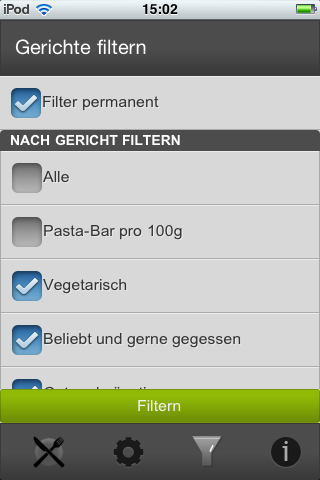 iPod 15:02
Gerichte filtern
Filter permanent
NACH GERICHT FILTERN
Alle
Pasta-Bar pro 100g
Vegetarisch
Beliebt und gerne gegessen
Filtern